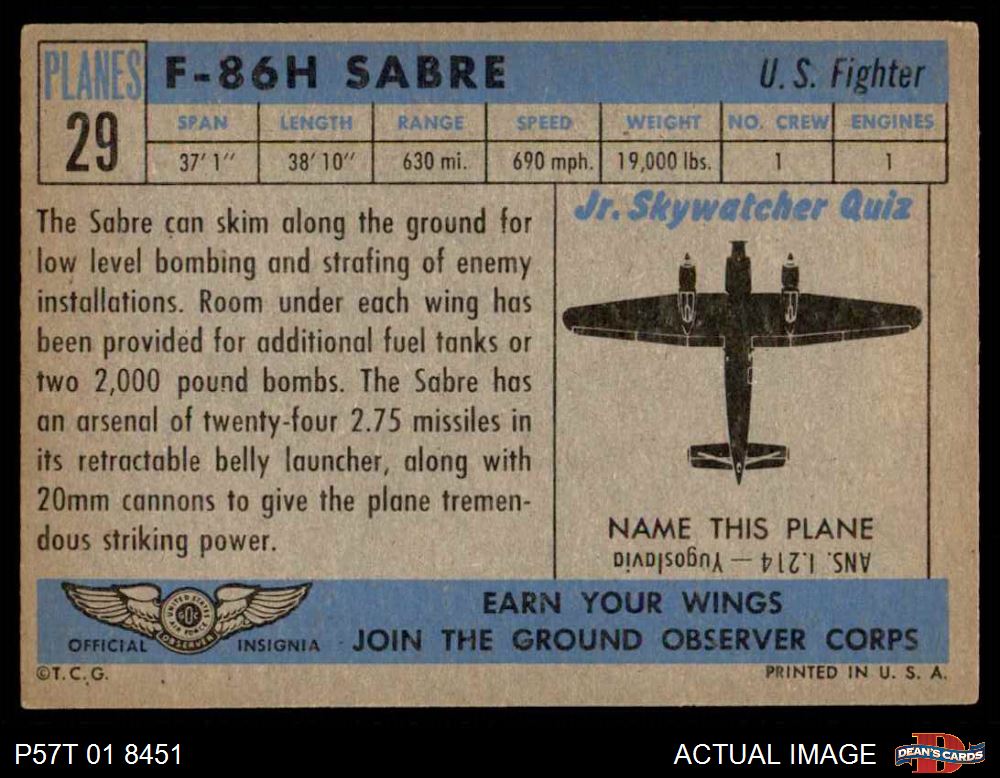 PLANES
29
F-86H SABRE
U. S. Fighter
SPAN LENGTH RANGE SPEED WEIGHT NO. CREW ENGINES
37' 1" 38' 10" 630 mi. 690 mph. 19,000 lbs. 1 1
The Sabre can skim along the ground for
low level bombing and strafing of enemy
installations. Room under each wing has
been provided for additional fuel tanks or
two 2,000 pound bombs. The Sabre has
an arsenal of twenty-four 2.75 missiles in
its retractable belly launcher, along with
20mm cannons to give the plane tremen-
dous striking power.
Jr. Skywatcher Quiz
NAME THIS PLANE
ANS. I.214 — Yugoslavia
UNITED STATES
GOC
AIR FORCE
OBSERVER
OFFICIAL INSIGNIA
EARN YOUR WINGS
JOIN THE GROUND OBSERVER CORPS
©T.C.G.
PRINTED IN U. S. A.
P57T 01 8451
ACTUAL IMAGE
DEAN'S CARDS